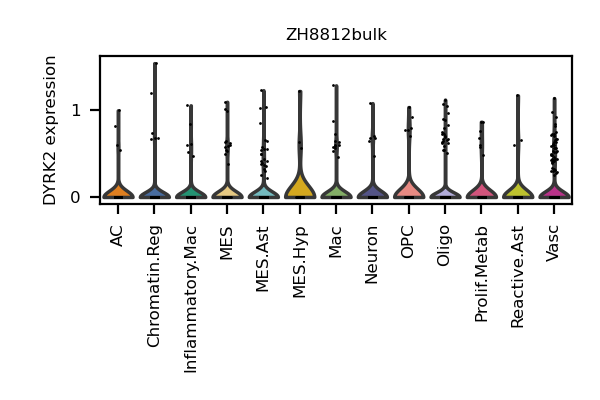 ZH8812bulk
DYRK2 expression
1
0
AC
Chromatin.Reg
Inflammatory.Mac
MES
MES.Ast
MES.Hyp
Mac
Neuron
OPC
Oligo
Prolif.Metab
Reactive.Ast
Vasc